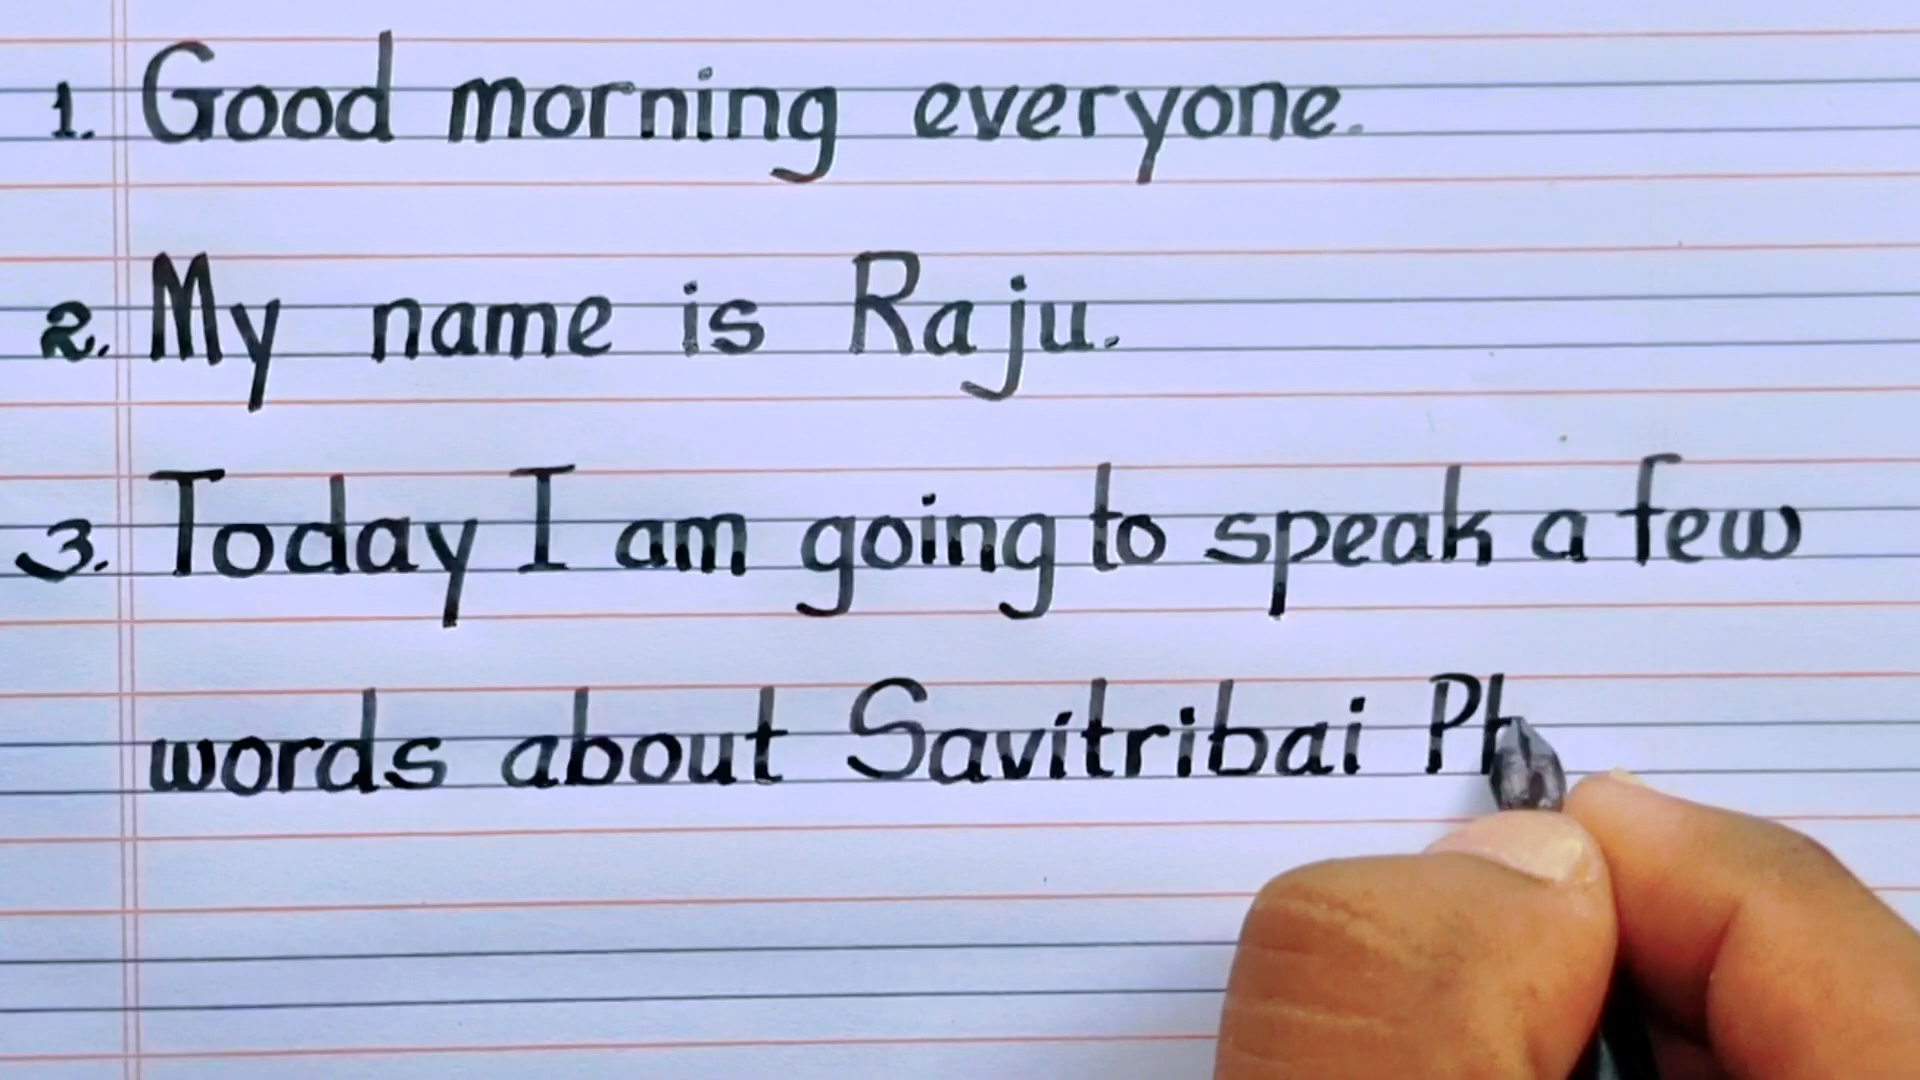 1. Good morning everyone.
2. My name is Raju.
3. Today I am going to speak a few
words about Savitribai Ph